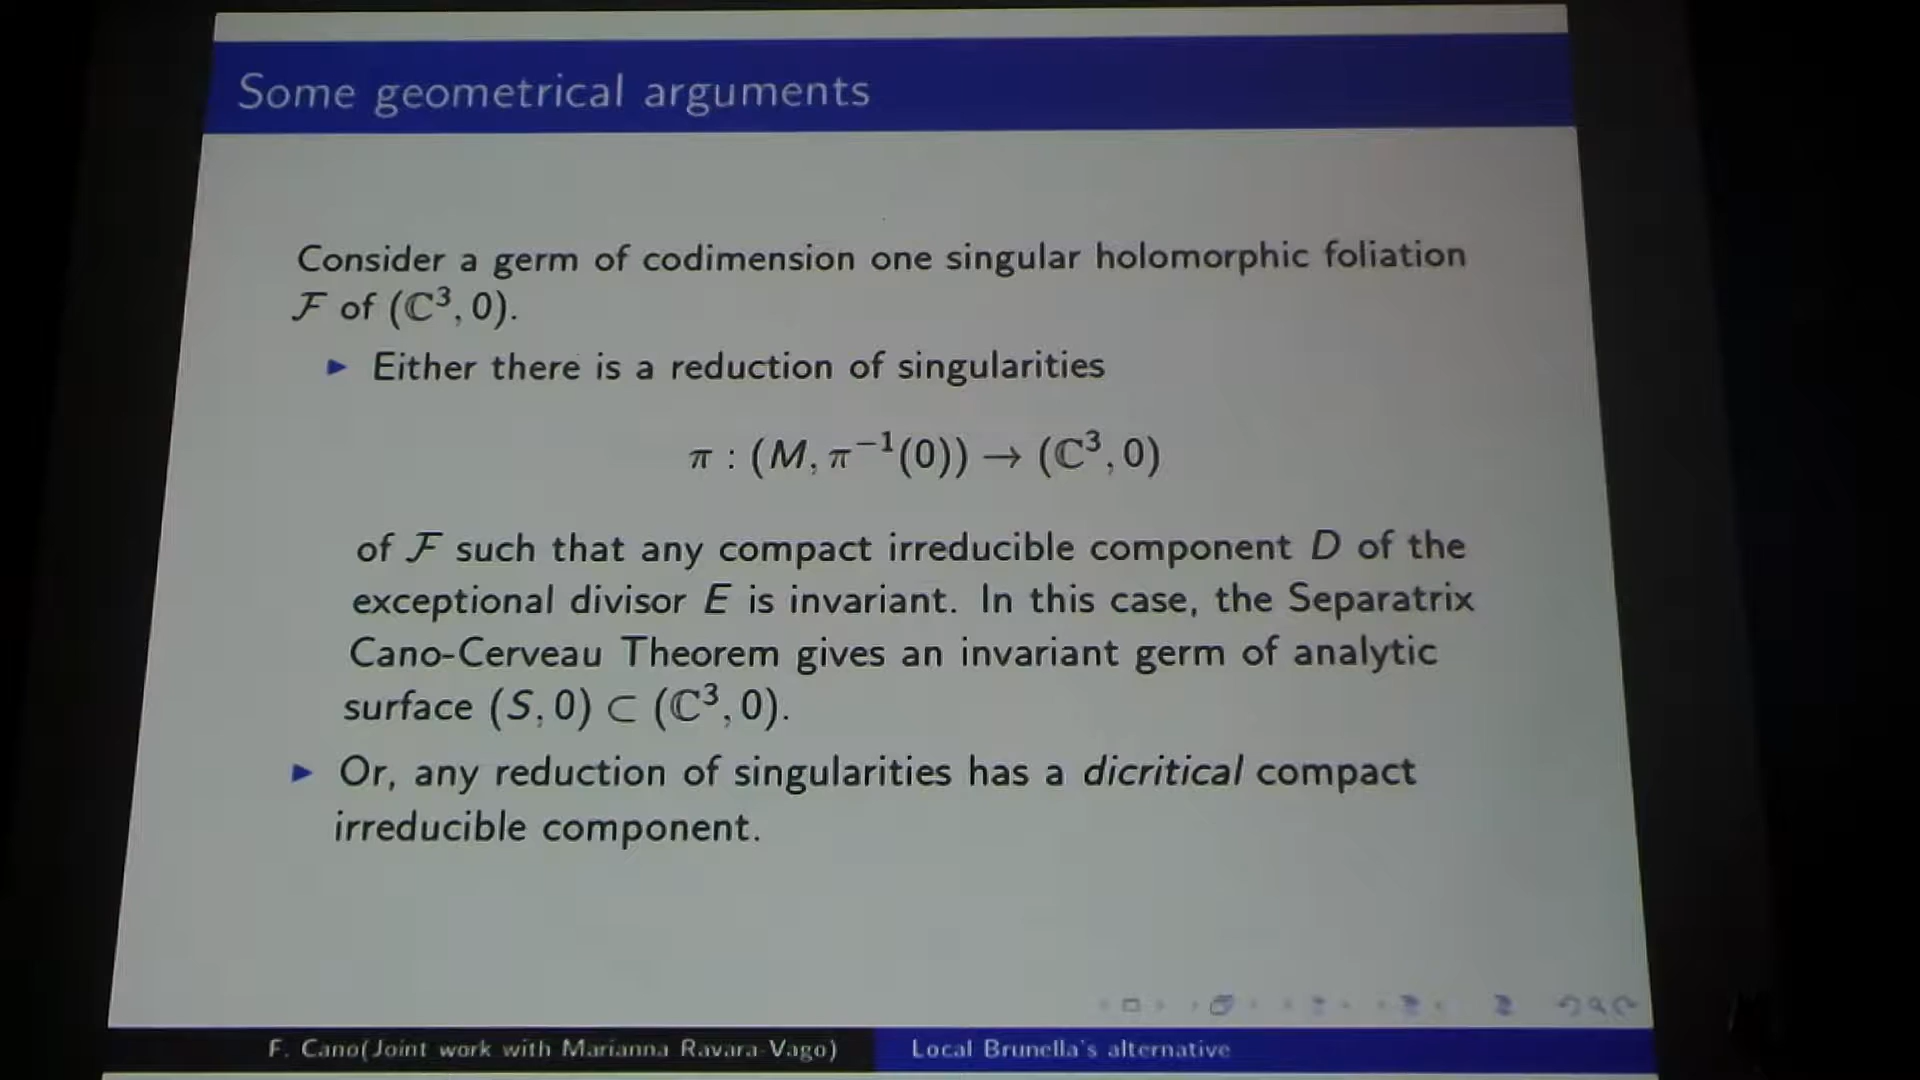 Some geometrical arguments
Consider a germ of codimension one singular holomorphic foliation
ℱ of (ℂ³, 0).
▶ Either there is a reduction of singularities
π : (M, π⁻¹(0)) → (ℂ³, 0)
of ℱ such that any compact irreducible component D of the
exceptional divisor E is invariant. In this case, the Separatrix
Cano-Cerveau Theorem gives an invariant germ of analytic
surface (S, 0) ⊂ (ℂ³, 0).
▶ Or, any reduction of singularities has a dicritical compact
irreducible component.
F. Cano(Joint work with Marianna Ravara-Vago) Local Brunella's alternative